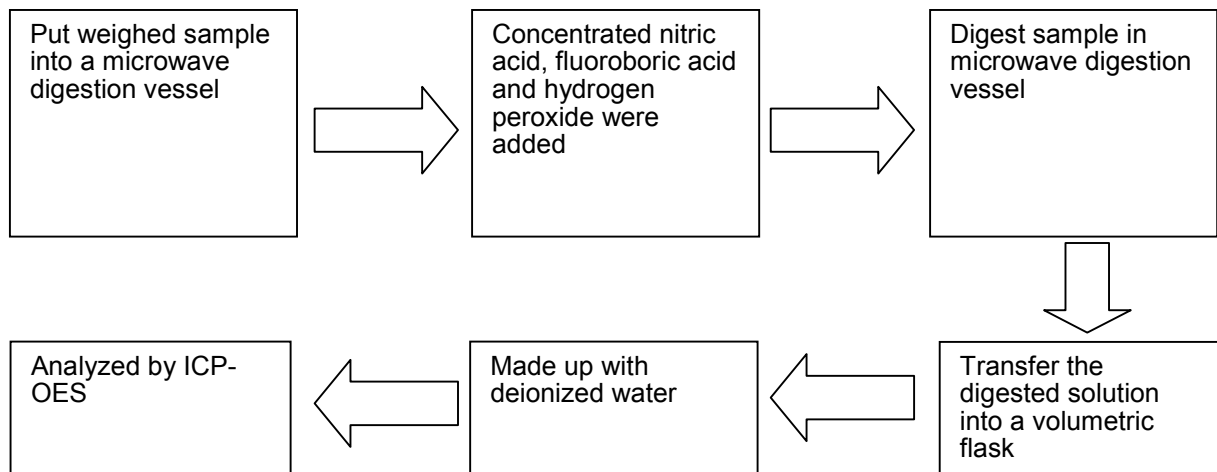 Put weighed sample
into a microwave
digestion vessel
Concentrated nitric
acid, fluoroboric acid
and hydrogen
peroxide were
added
Digest sample in
microwave digestion
vessel
Transfer the
digested solution
into a volumetric
flask
Made up with
deionized water
Analyzed by ICP-
OES